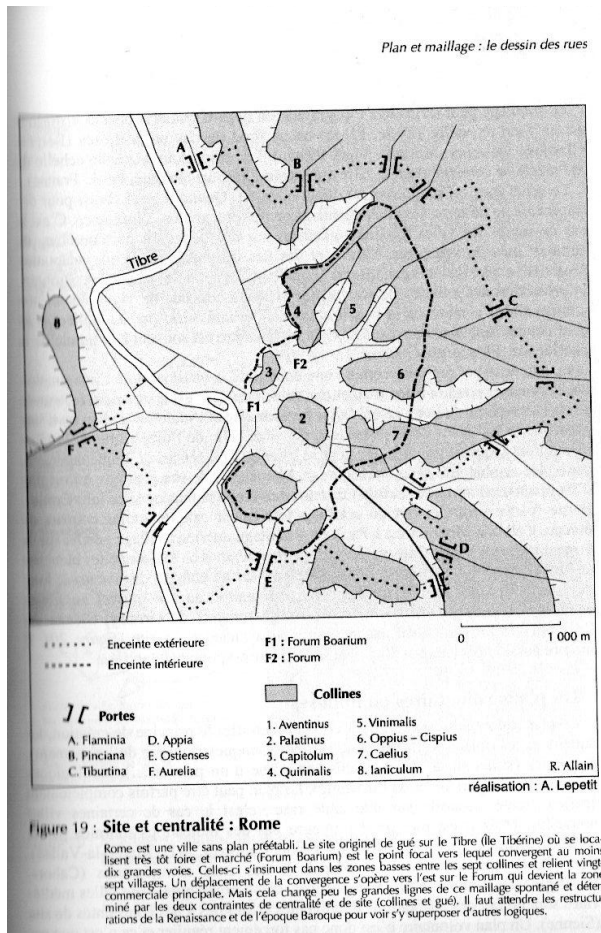 Plan et maillage : le dessin des rues
A
B
Tibre
C
8
4
5
F2
3
6
F1
2
7
F
1
E
D
Enceinte extérieure
Enceinte intérieure
F1 : Forum Boarium
F2 : Forum
0
1 000 m
Collines
Portes
A. Flaminia
B. Pinciana
C. Tiburtina
D. Appia
E. Ostienses
F. Aurelia
1. Aventinus
2. Palatinus
3. Capitolum
4. Quirinalis
5. Vinimalis
6. Oppius – Cispius
7. Caelius
8. Ianiculum
R. Allain
réalisation : A. Lepetit
Figure 19 : Site et centralité : Rome
Rome est une ville sans plan préétabli. Le site originel de gué sur le Tibre (Île Tibérine) où se loca-
lisent très tôt foire et marché (Forum Boarium) est le point focal vers lequel convergent au moins
dix grandes voies. Celles-ci s'insinuent dans les zones basses entre les sept collines et relient vingt-
sept villages. Un déplacement de la convergence s'opère vers l'est sur le Forum qui devient la zone
commerciale principale. Mais cela change peu les grandes lignes de ce maillage spontané et déter-
miné par les deux contraintes de centralité et de site (collines et gué). Il faut attendre les restructu-
rations de la Renaissance et de l'époque Baroque pour voir s'y superposer d'autres logiques.